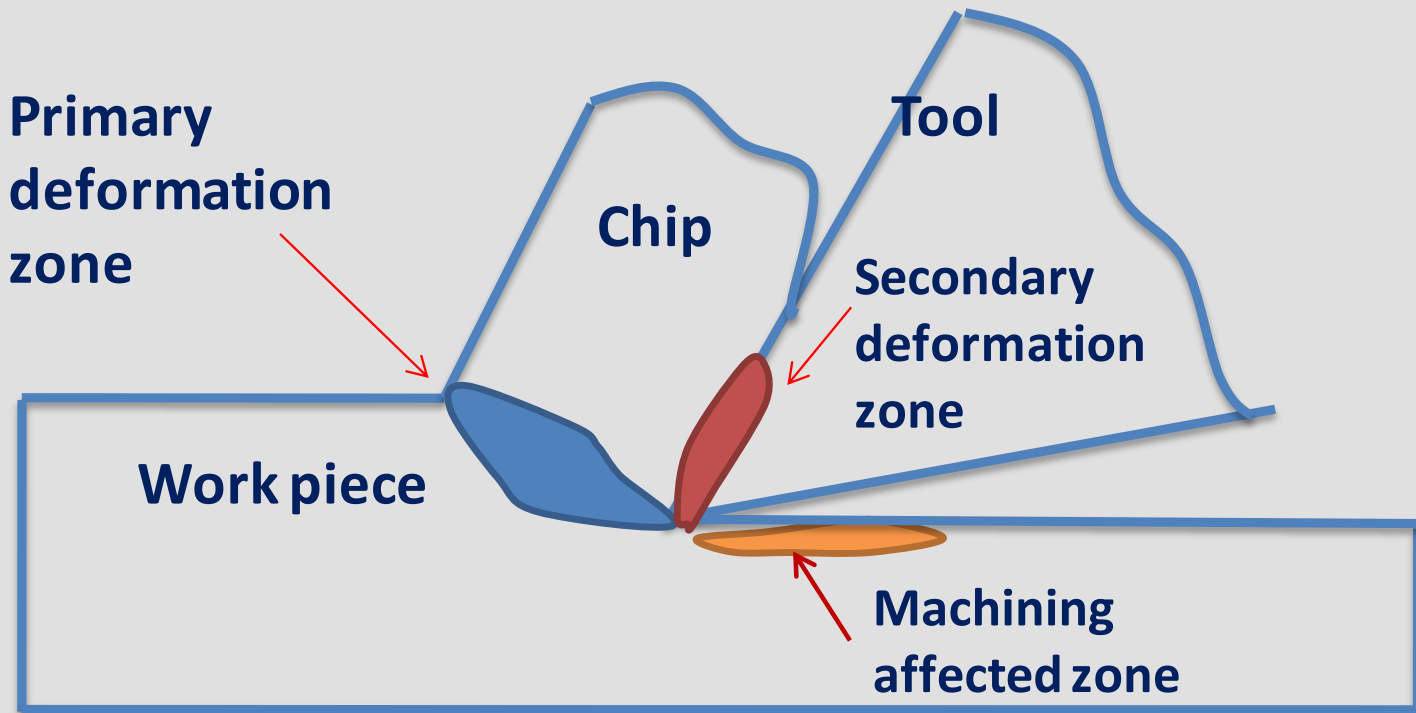 Primary
deformation
zone
Tool
Chip
Secondary
deformation
zone
Work piece
Machining
affected zone